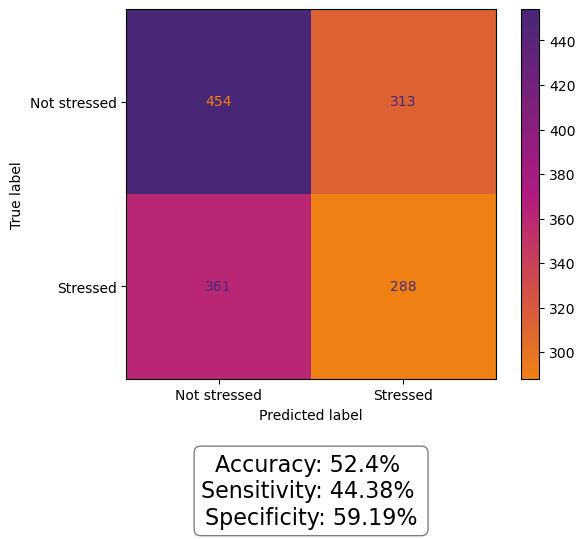 Not stressed 454 313
Stressed 361 288
True label
Not stressed Stressed
Predicted label
440
420
400
380
360
340
320
300
Accuracy: 52.4%
Sensitivity: 44.38%
Specificity: 59.19%